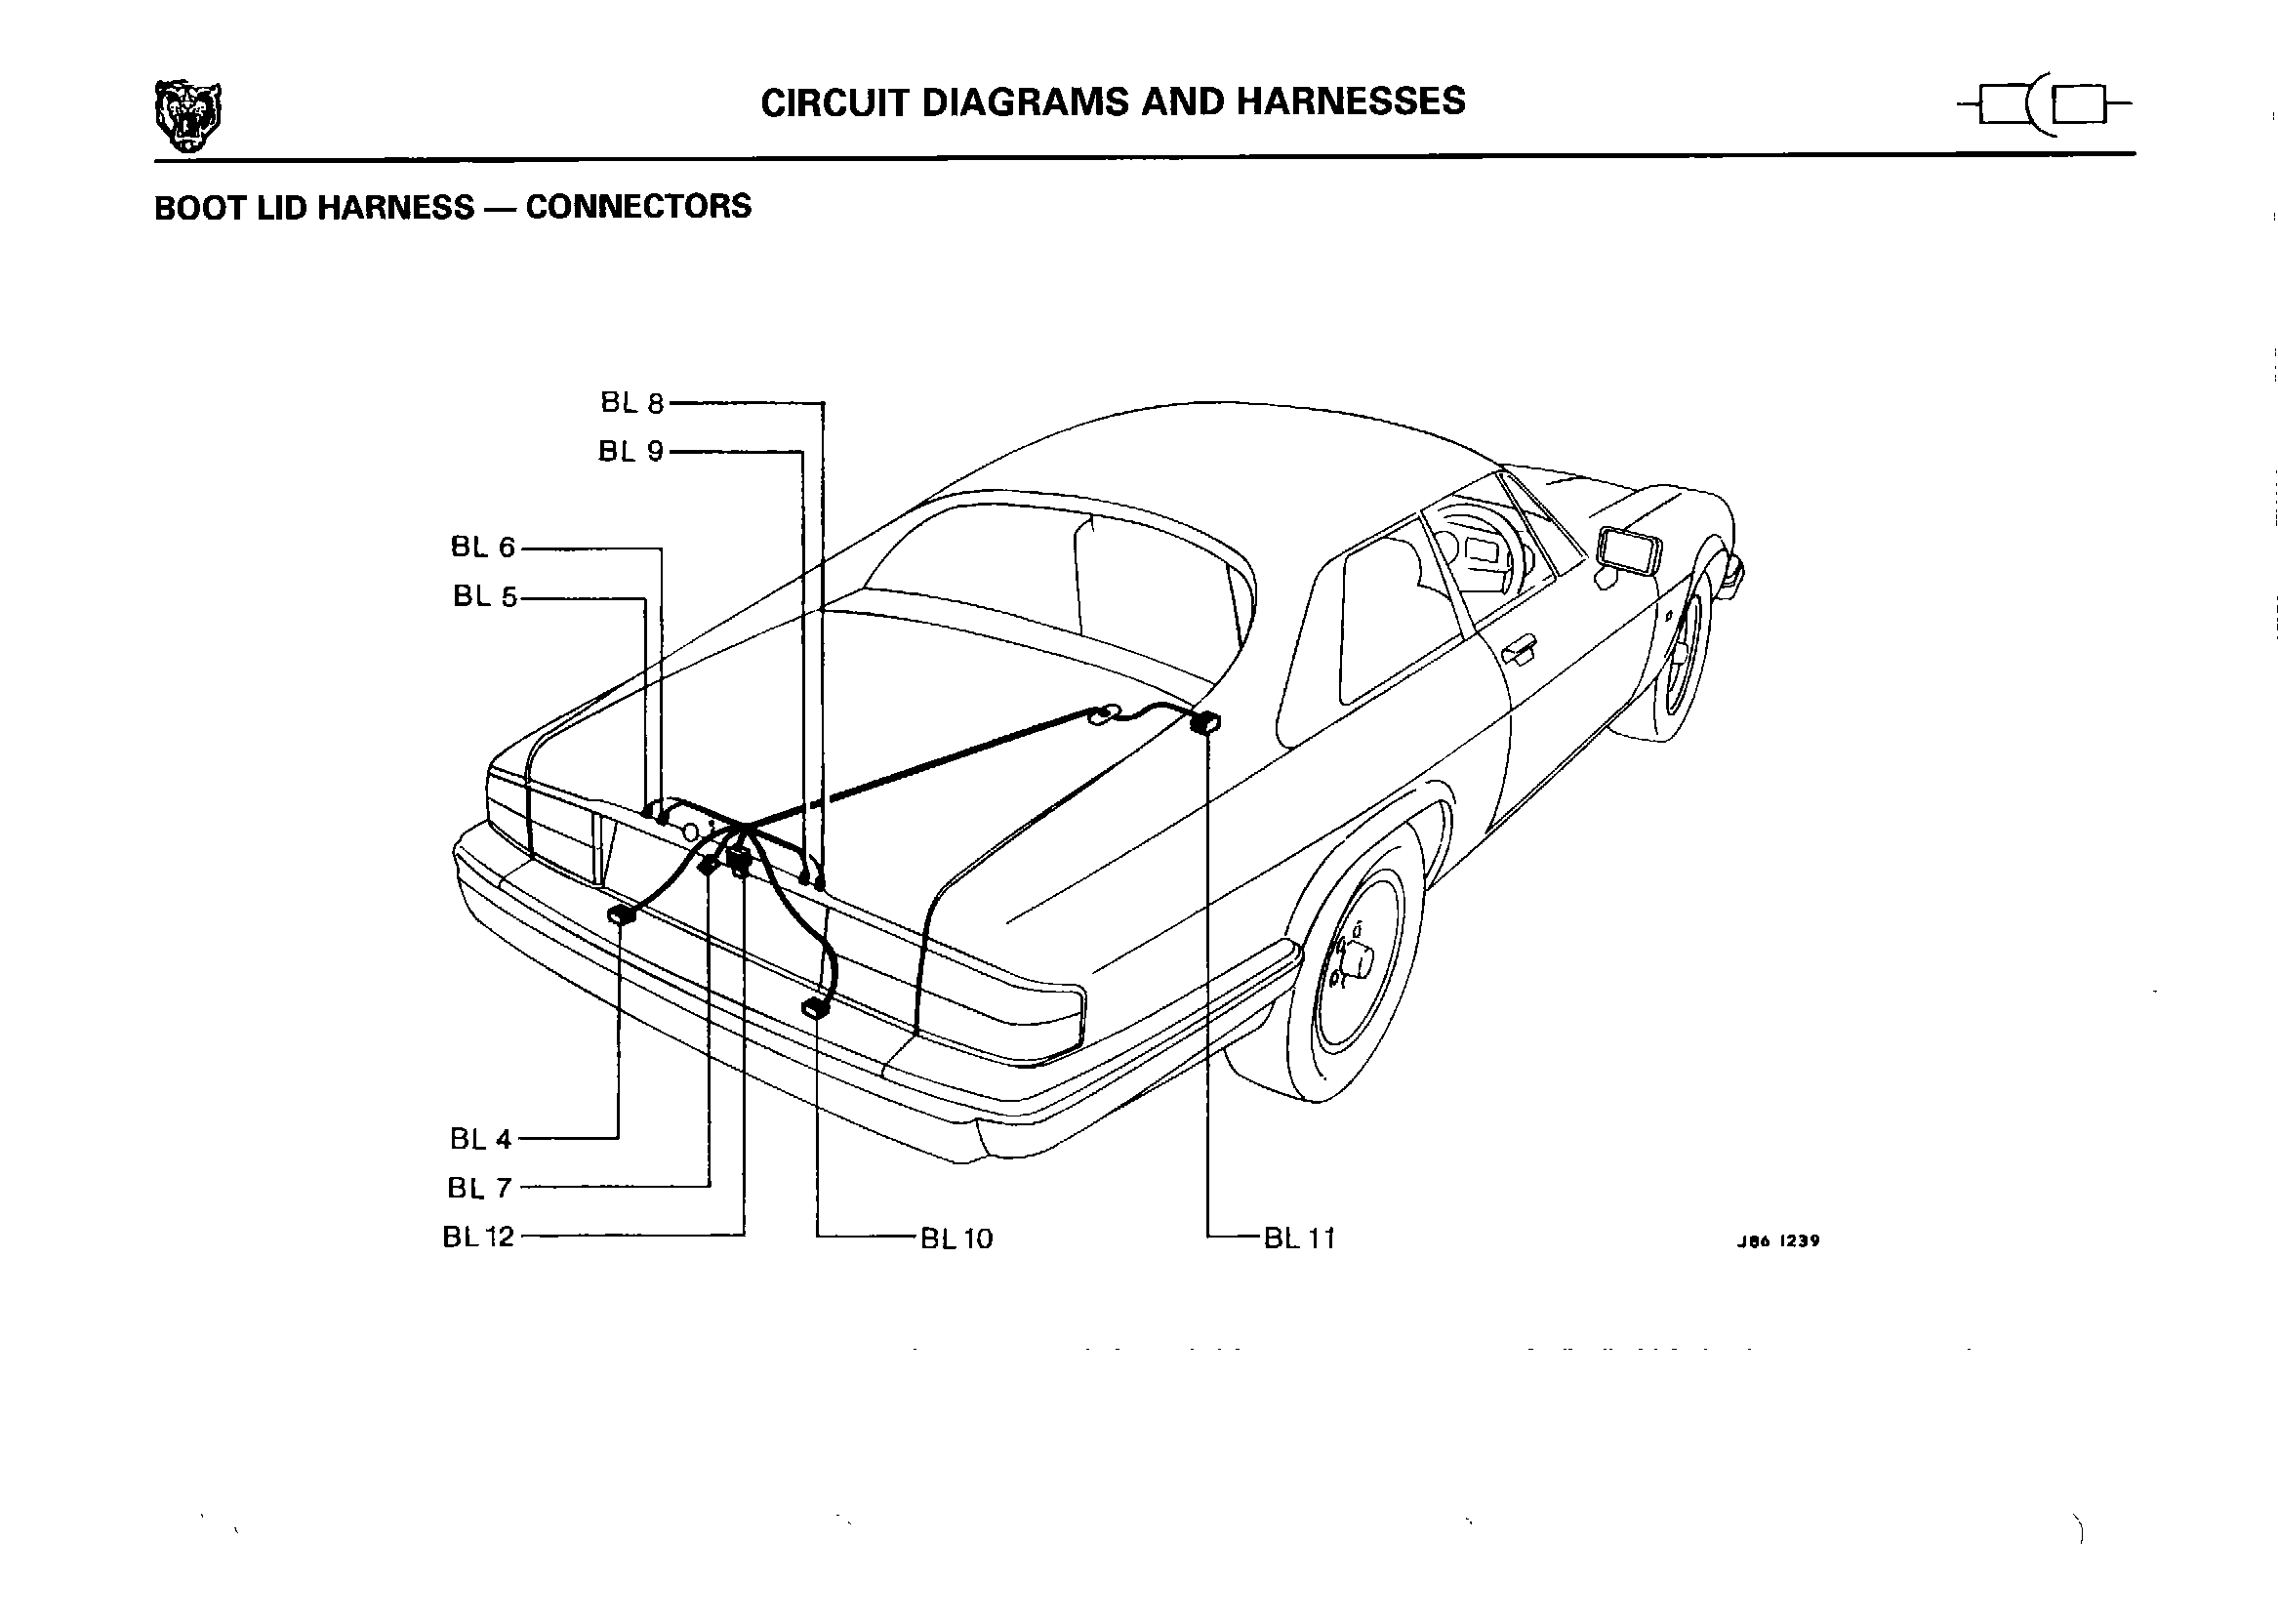 CIRCUIT DIAGRAMS AND HARNESSES
BOOT LID HARNESS — CONNECTORS
BL 8
BL 9
BL 6
BL 5
BL 4
BL 7
BL 12
BL 10
BL 11
J86 1239